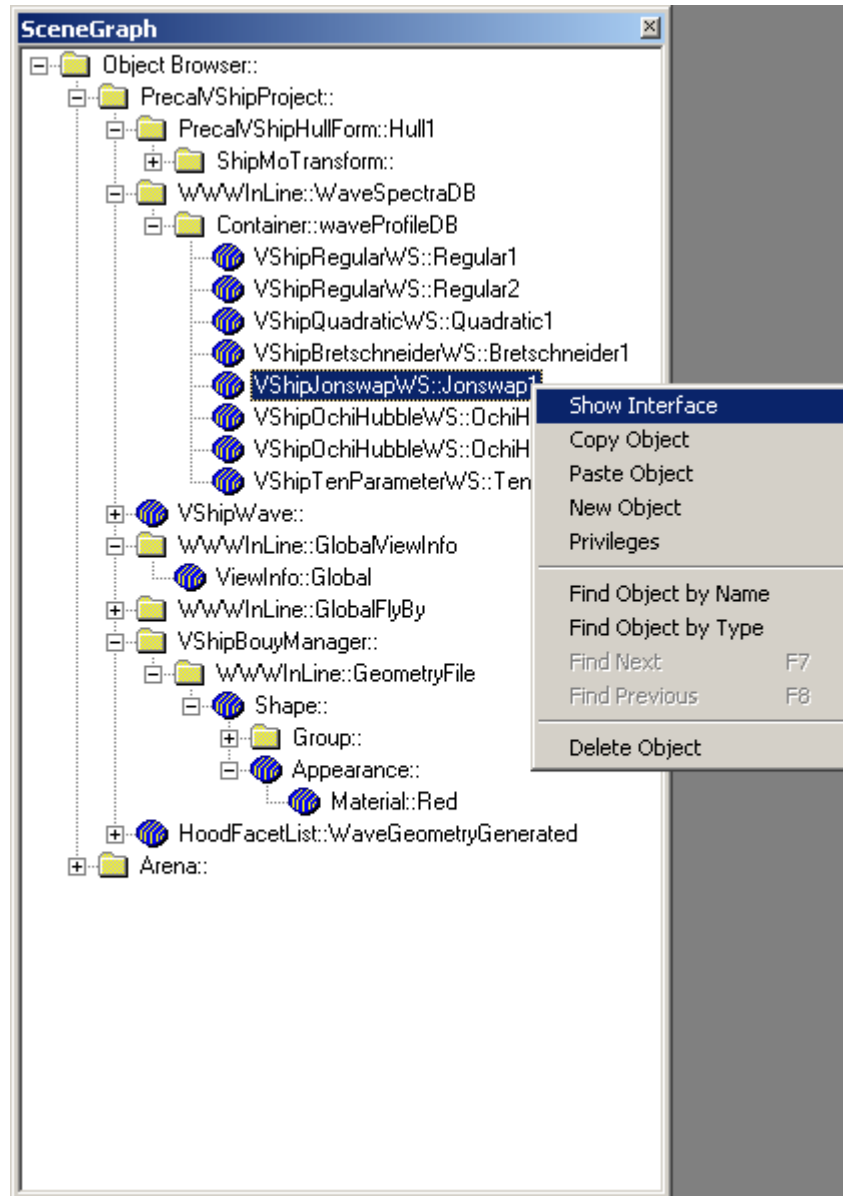 SceneGraph
Object Browser::
PrecalVShipProject::
PrecalVShipHullForm::Hull1
ShipMoTransform::
WWWInLine::WaveSpectraDB
Container::waveProfileDB
VShipRegularWS::Regular1
VShipRegularWS::Regular2
VShipQuadraticWS::Quadratic1
VShipBretschneiderWS::Bretschneider1
VShipJonswapWS::Jonswap1
VShipOchiHubbleWS::OchiH
VShipOchiHubbleWS::OchiH
VShipTenParameterWS::Ten
VShipWave::
WWWInLine::GlobalViewInfo
ViewInfo::Global
WWWInLine::GlobalFlyBy
VShipBouyManager::
WWWInLine::GeometryFile
Shape::
Group::
Appearance::
Material::Red
HoodFacetList::WaveGeometryGenerated
Arena::
Show Interface
Copy Object
Paste Object
New Object
Privileges
Find Object by Name
Find Object by Type
Find Next F7
Find Previous F8
Delete Object